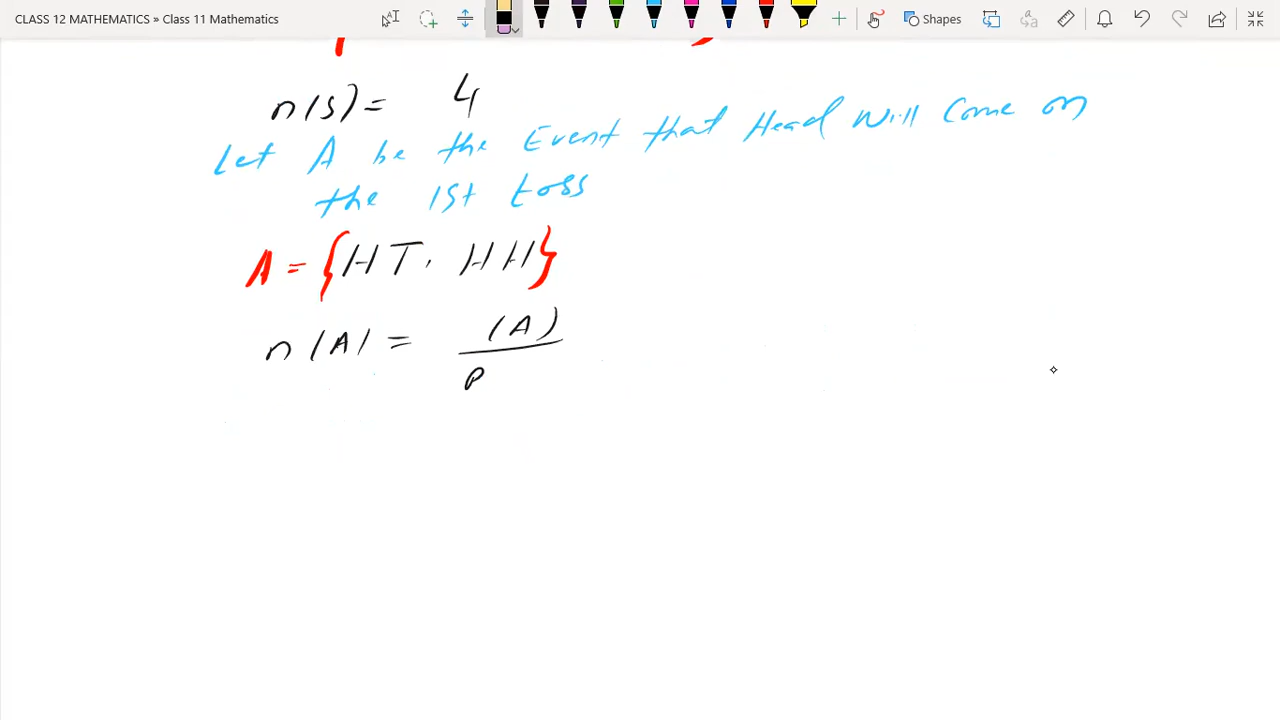 CLASS 12 MATHEMATICS » Class 11 Mathematics
Shapes
n(S) = 4
Let A be the Event that Head will Come on
the 1st toss
A = {HT, HH}
n(A) = (A)